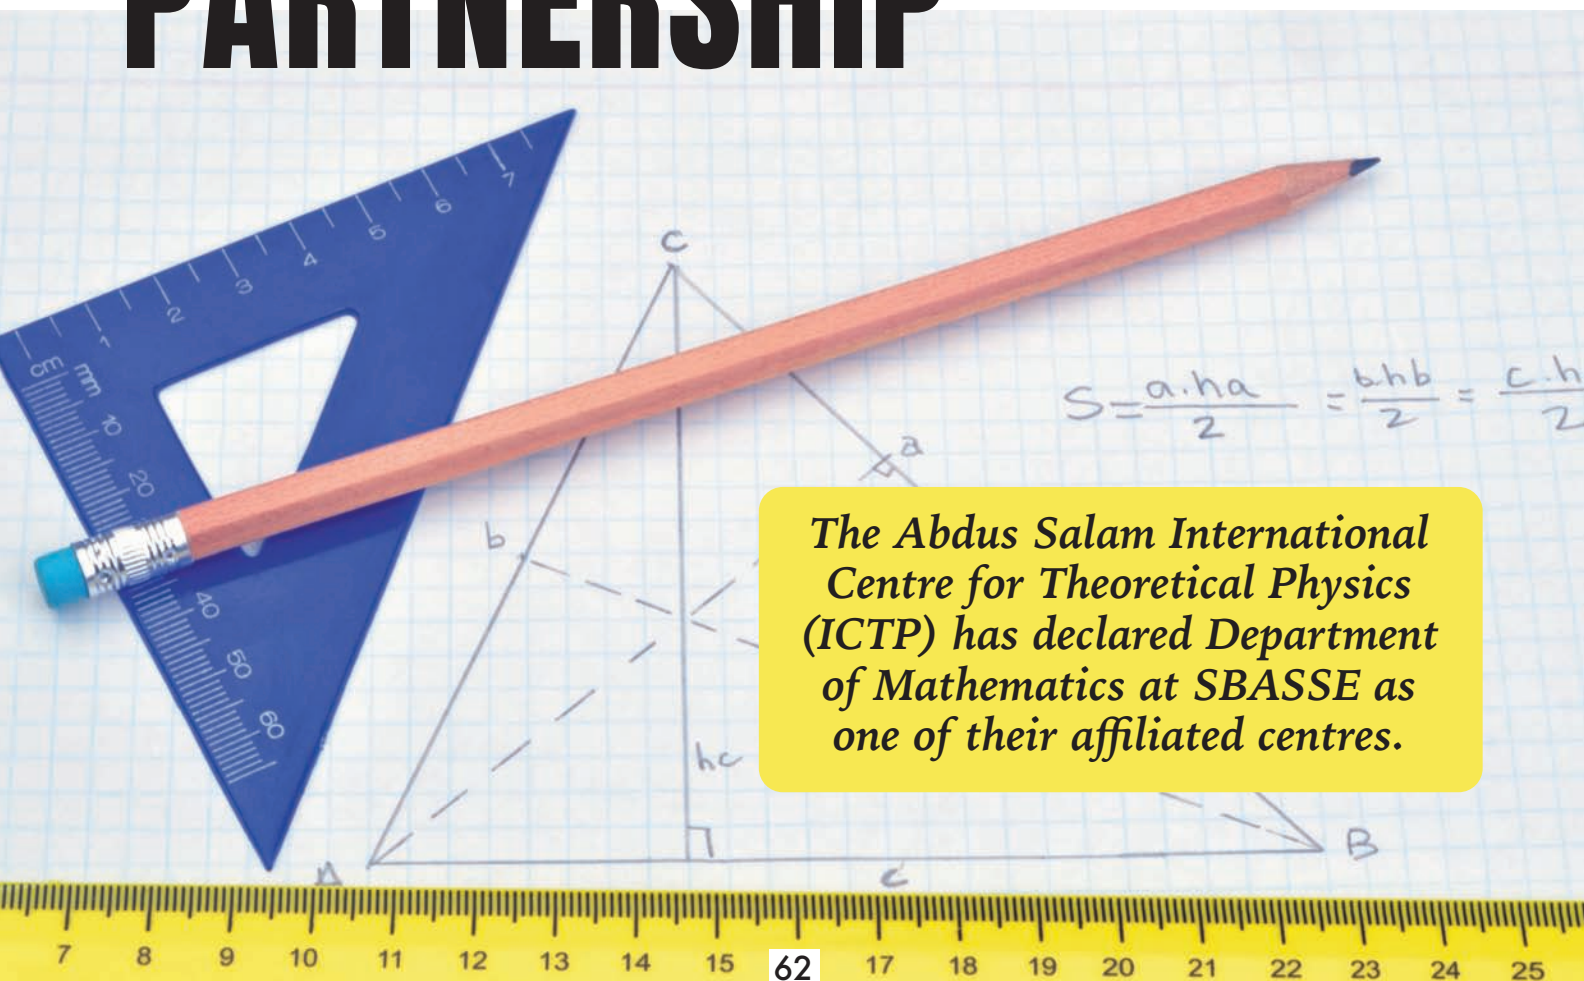 PARTNERSHIP
1 2 3 4 5 6 7
cm mm
10
20
40
50
60
C
S = a.ha/2 = b.hb/2 = c.h/2
a
b
The Abdus Salam International
Centre for Theoretical Physics
(ICTP) has declared Department
of Mathematics at SBASSE as
one of their affiliated centres.
hc
A
B
c
7 8 9 10 11 12 13 14 15 17 18 19 20 21 22 23 24 25
62